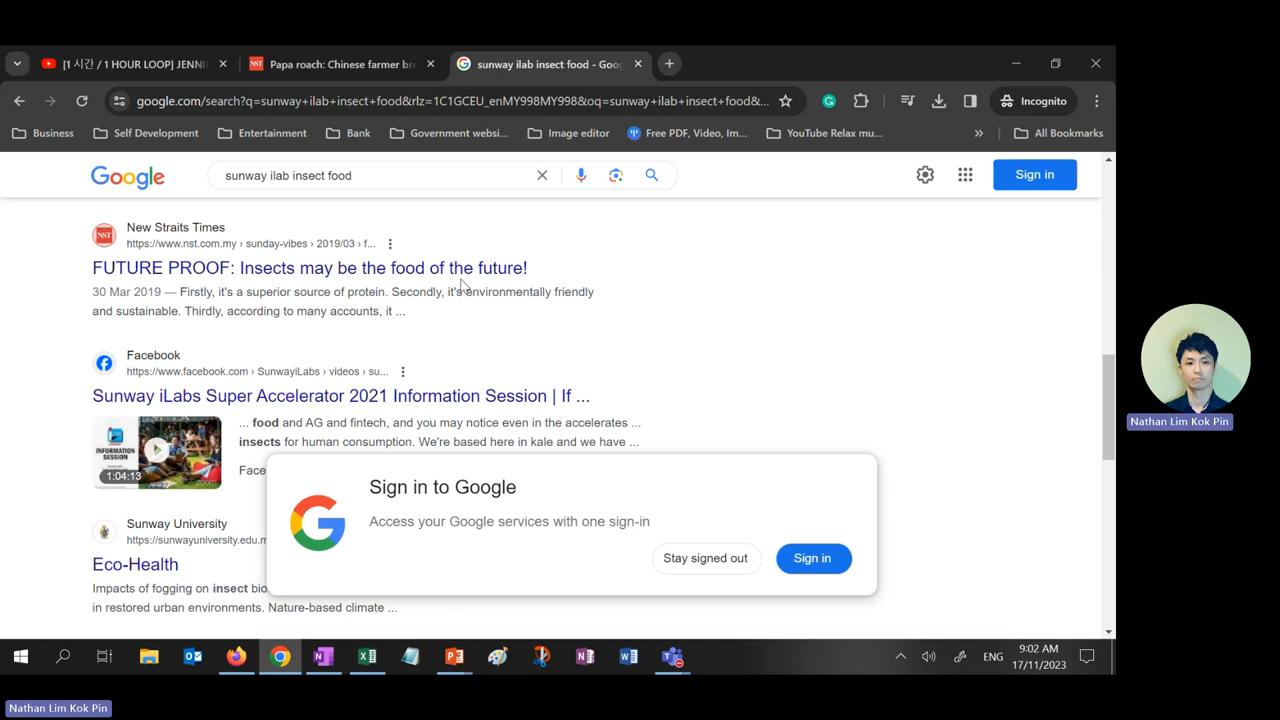 [1 시간 / 1 HOUR LOOP] JENNI
Papa roach: Chinese farmer bre
sunway ilab insect food - Goog
google.com/search?q=sunway+ilab+insect+food&rlz=1C1GCEU_enMY998MY998&oq=sunway+ilab+insect+food&...
Incognito
Business
Self Development
Entertainment
Bank
Government websi...
Image editor
Free PDF, Video, Im...
YouTube Relax mu...
»
All Bookmarks
Google
sunway ilab insect food
Sign in
NST
New Straits Times
https://www.nst.com.my › sunday-vibes › 2019/03 › f...
FUTURE PROOF: Insects may be the food of the future!
30 Mar 2019 — Firstly, it's a superior source of protein. Secondly, it's environmentally friendly
and sustainable. Thirdly, according to many accounts, it ...
Facebook
https://www.facebook.com › SunwayiLabs › videos › su...
Sunway iLabs Super Accelerator 2021 Information Session | If ...
INFORMATION
SESSION
1:04:13
... food and AG and fintech, and you may notice even in the accelerates ...
insects for human consumption. We're based here in kale and we have ...
Face
Sign in to Google
Access your Google services with one sign-in
Stay signed out
Sign in
Sunway University
https://sunwayuniversity.edu.m
Eco-Health
Impacts of fogging on insect bio
in restored urban environments. Nature-based climate ...
ENG
9:02 AM
17/11/2023
Nathan Lim Kok Pin
Nathan Lim Kok Pin